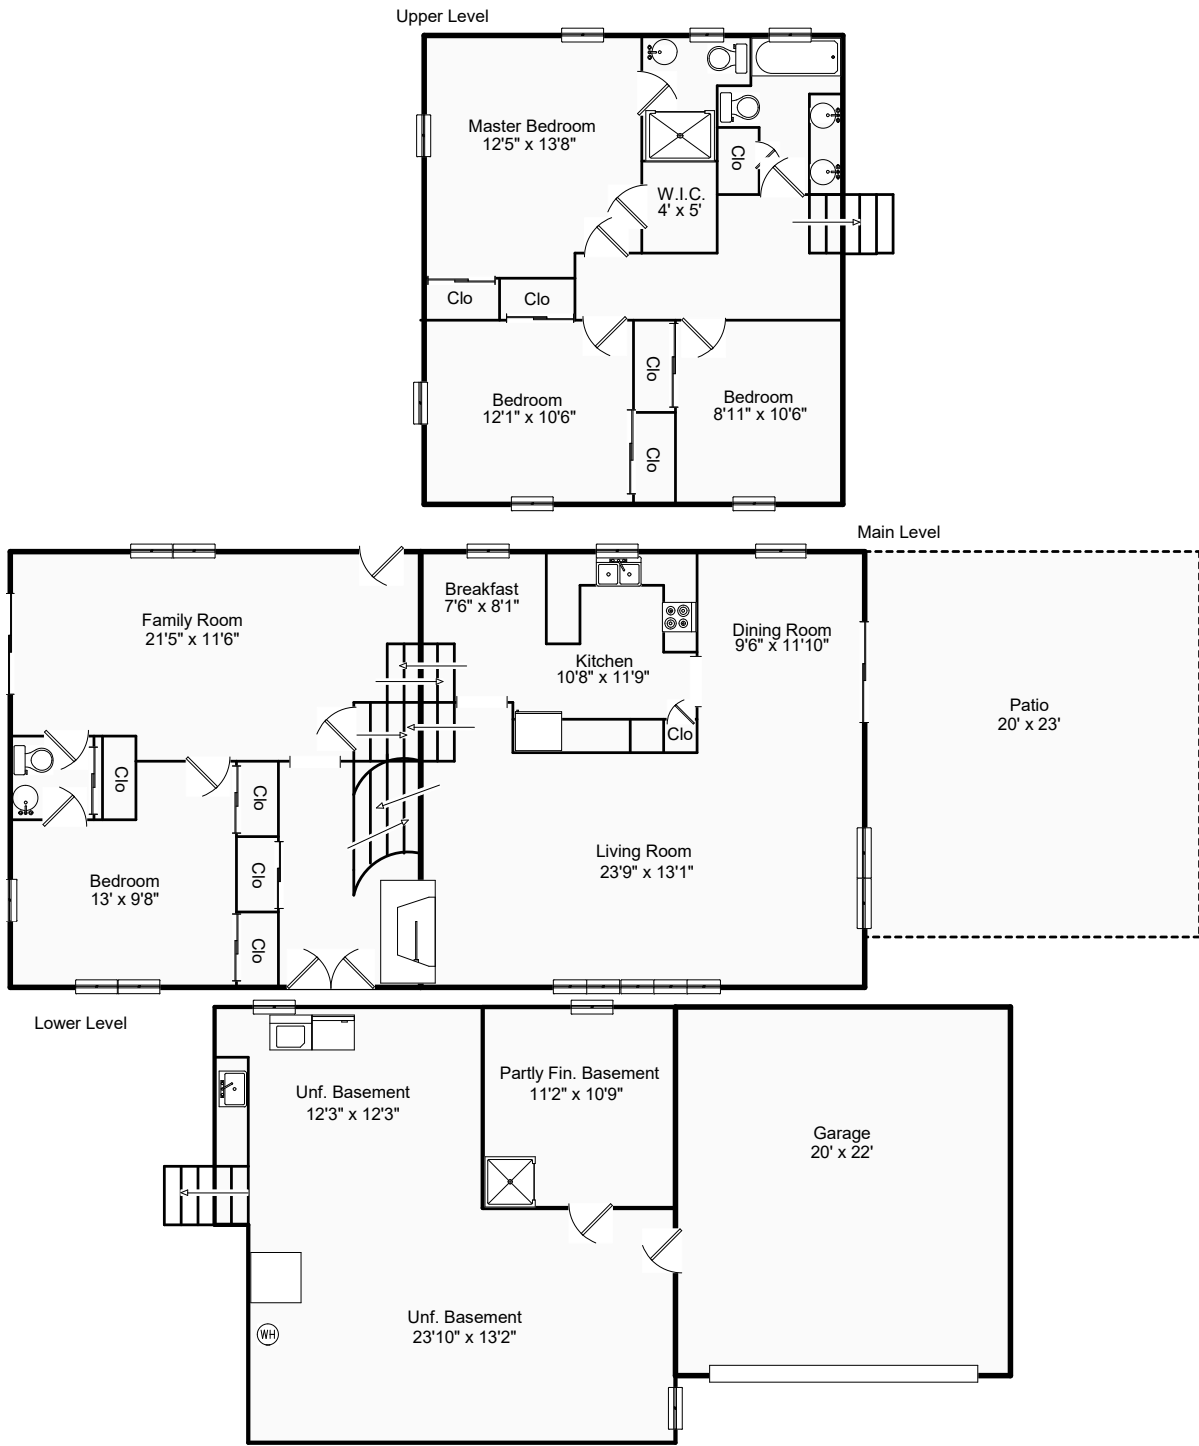 Upper Level
Master Bedroom
12'5" x 13'8"
Clo
W.I.C.
4' x 5'
Clo
Clo
Clo
Bedroom
12'1" x 10'6"
Bedroom
8'11" x 10'6"
Clo
Main Level
Breakfast
7'6" x 8'1"
Family Room
21'5" x 11'6"
Dining Room
9'6" x 11'10"
Kitchen
10'8" x 11'9"
Patio
20' x 23'
Clo
Clo
Clo
Living Room
23'9" x 13'1"
Bedroom
13' x 9'8"
Clo
Clo
Lower Level
Partly Fin. Basement
11'2" x 10'9"
Unf. Basement
12'3" x 12'3"
Garage
20' x 22'
Unf. Basement
23'10" x 13'2"
WH